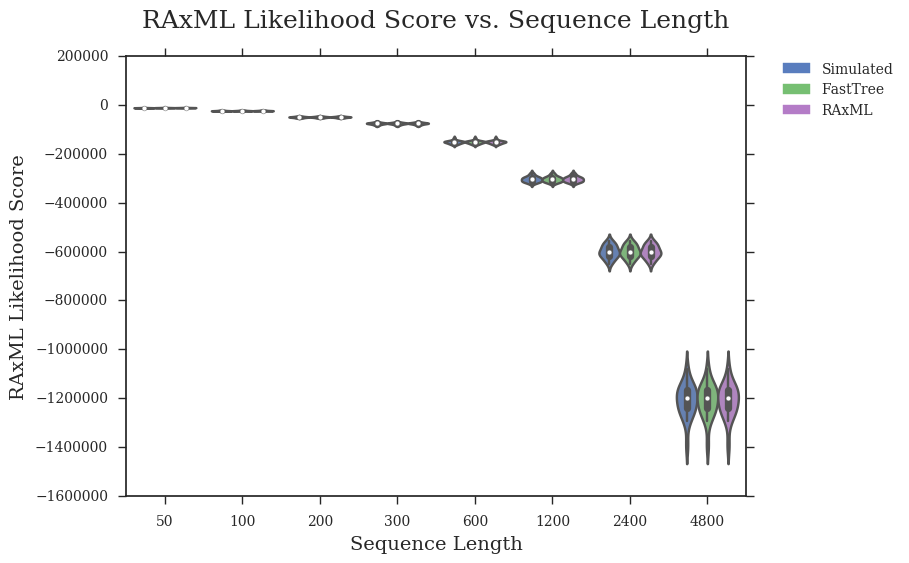 RAxML Likelihood Score vs. Sequence Length
200000
0
−200000
−400000
−600000
−800000
−1000000
−1200000
−1400000
−1600000
RAxML Likelihood Score
50 100 200 300 600 1200 2400 4800
Sequence Length
Simulated
FastTree
RAxML